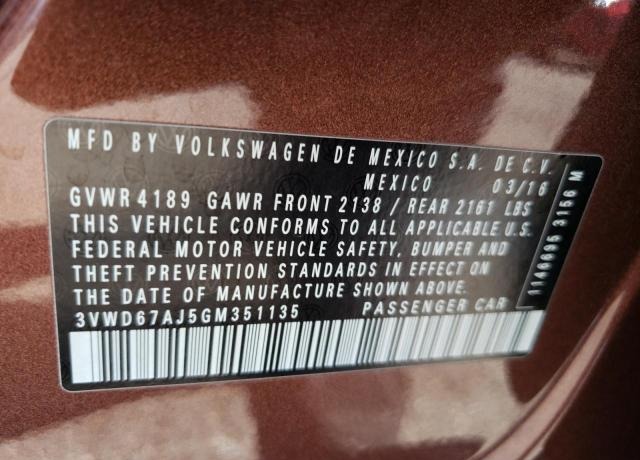 MFD BY VOLKSWAGEN DE MEXICO S.A. DE C.V.
MEXICO 03/16
GVWR 4189 GAWR FRONT 2138 / REAR 2161 LBS
THIS VEHICLE CONFORMS TO ALL APPLICABLE U.S.
FEDERAL MOTOR VEHICLE SAFETY, BUMPER AND
THEFT PREVENTION STANDARDS IN EFFECT ON
THE DATE OF MANUFACTURE SHOWN ABOVE.
3VWD67AJ5GM351135 PASSENGER CAR
3156 M